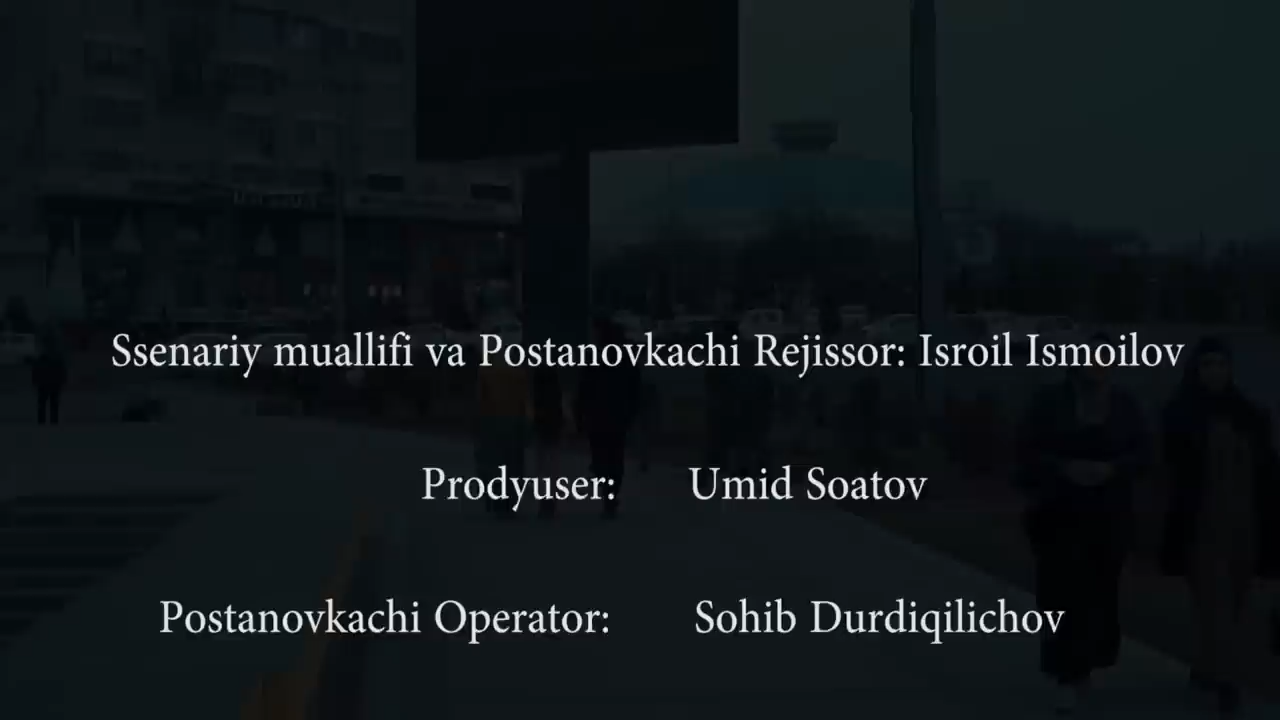 Ssenariy muallifi va Postanovkachi Rejissor: Isroil Ismoilov
Prodyuser: Umid Soatov
Postanovkachi Operator: Sohib Durdiqilichov